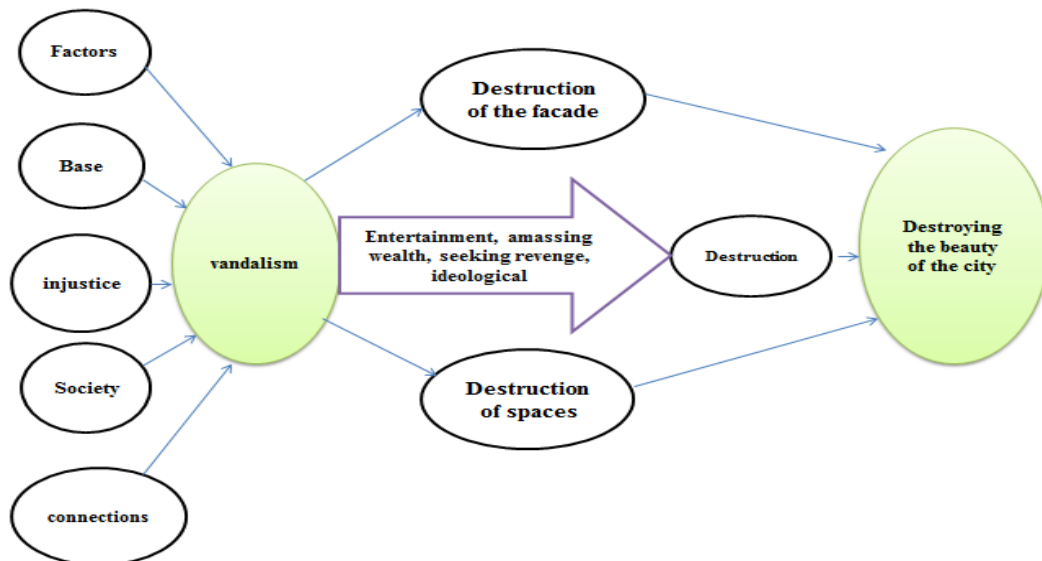 Factors
Base
injustice
Society
connections
vandalism
Destruction
of the facade
Entertainment, amassing
wealth, seeking revenge,
ideological
Destruction
Destruction
of spaces
Destroying
the beauty
of the city